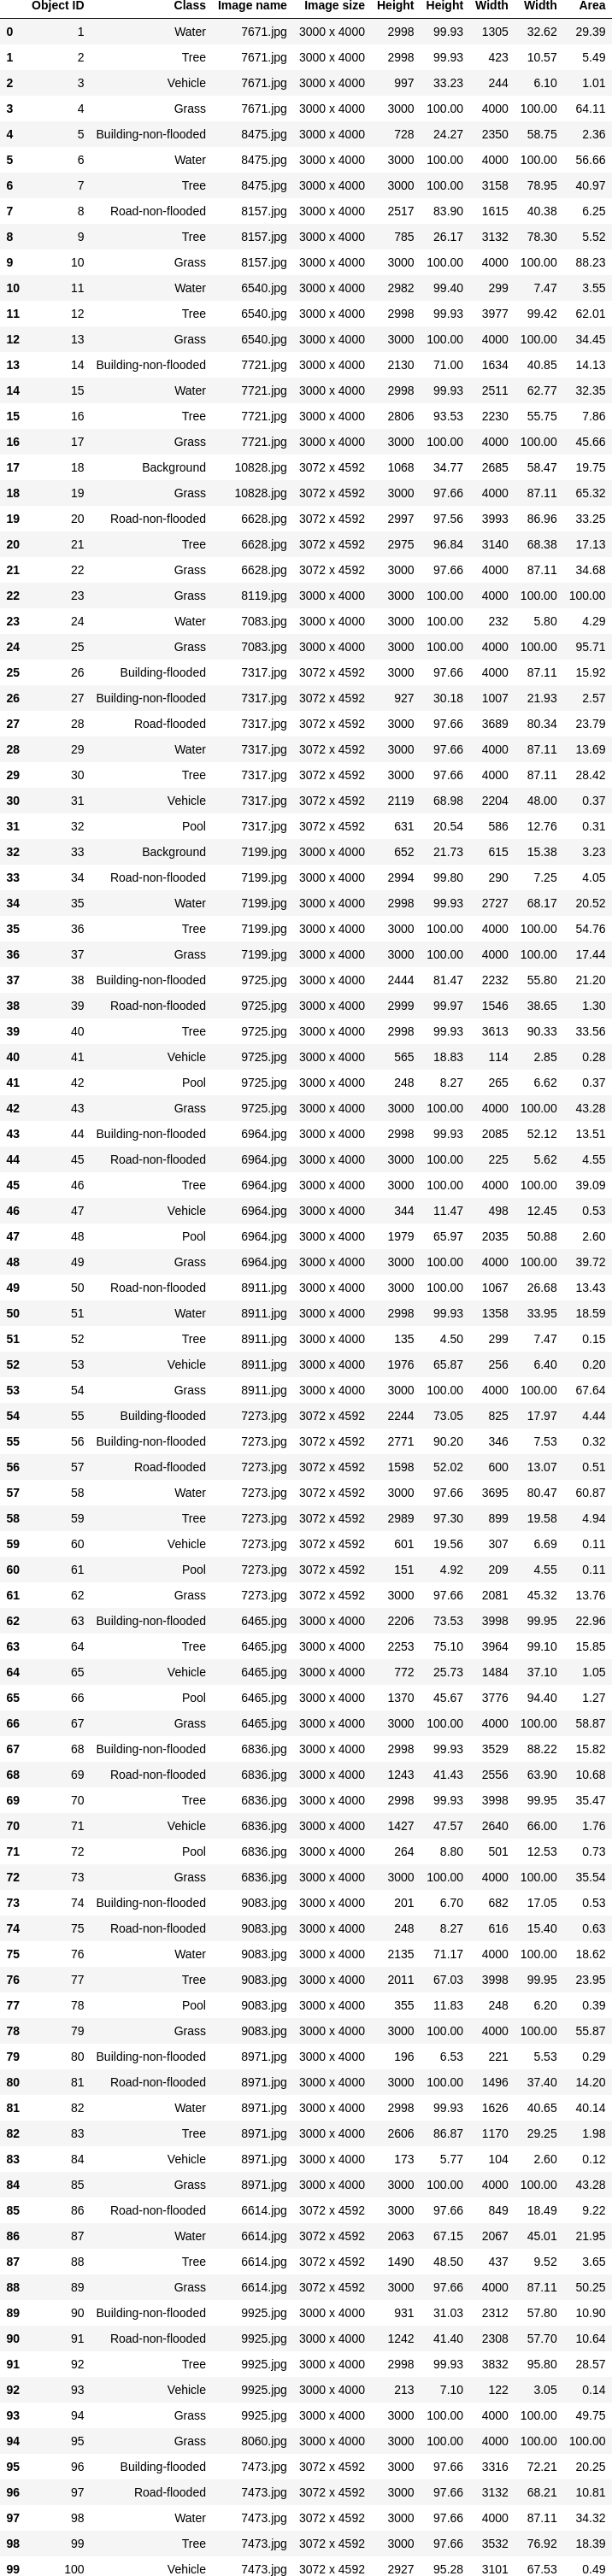 Object ID Class Image name Image size Height Height Width Width Area
0 1 Water 7671.jpg 3000 x 4000 2998 99.93 1305 32.62 29.39
1 2 Tree 7671.jpg 3000 x 4000 2998 99.93 423 10.57 5.49
2 3 Vehicle 7671.jpg 3000 x 4000 997 33.23 244 6.10 1.01
3 4 Grass 7671.jpg 3000 x 4000 3000 100.00 4000 100.00 64.11
4 5 Building-non-flooded 8475.jpg 3000 x 4000 728 24.27 2350 58.75 2.36
5 6 Water 8475.jpg 3000 x 4000 3000 100.00 4000 100.00 56.66
6 7 Tree 8475.jpg 3000 x 4000 3000 100.00 3158 78.95 40.97
7 8 Road-non-flooded 8157.jpg 3000 x 4000 2517 83.90 1615 40.38 6.25
8 9 Tree 8157.jpg 3000 x 4000 785 26.17 3132 78.30 5.52
9 10 Grass 8157.jpg 3000 x 4000 3000 100.00 4000 100.00 88.23
10 11 Water 6540.jpg 3000 x 4000 2982 99.40 299 7.47 3.55
11 12 Tree 6540.jpg 3000 x 4000 2998 99.93 3977 99.42 62.01
12 13 Grass 6540.jpg 3000 x 4000 3000 100.00 4000 100.00 34.45
13 14 Building-non-flooded 7721.jpg 3000 x 4000 2130 71.00 1634 40.85 14.13
14 15 Water 7721.jpg 3000 x 4000 2998 99.93 2511 62.77 32.35
15 16 Tree 7721.jpg 3000 x 4000 2806 93.53 2230 55.75 7.86
16 17 Grass 7721.jpg 3000 x 4000 3000 100.00 4000 100.00 45.66
17 18 Background 10828.jpg 3072 x 4592 1068 34.77 2685 58.47 19.75
18 19 Grass 10828.jpg 3072 x 4592 3000 97.66 4000 87.11 65.32
19 20 Road-non-flooded 6628.jpg 3072 x 4592 2997 97.56 3993 86.96 33.25
20 21 Tree 6628.jpg 3072 x 4592 2975 96.84 3140 68.38 17.13
21 22 Grass 6628.jpg 3072 x 4592 3000 97.66 4000 87.11 34.68
22 23 Grass 8119.jpg 3000 x 4000 3000 100.00 4000 100.00 100.00
23 24 Water 7083.jpg 3000 x 4000 3000 100.00 232 5.80 4.29
24 25 Grass 7083.jpg 3000 x 4000 3000 100.00 4000 100.00 95.71
25 26 Building-flooded 7317.jpg 3072 x 4592 3000 97.66 4000 87.11 15.92
26 27 Building-non-flooded 7317.jpg 3072 x 4592 927 30.18 1007 21.93 2.57
27 28 Road-flooded 7317.jpg 3072 x 4592 3000 97.66 3689 80.34 23.79
28 29 Water 7317.jpg 3072 x 4592 3000 97.66 4000 87.11 13.69
29 30 Tree 7317.jpg 3072 x 4592 3000 97.66 4000 87.11 28.42
30 31 Vehicle 7317.jpg 3072 x 4592 2119 68.98 2204 48.00 0.37
31 32 Pool 7317.jpg 3072 x 4592 631 20.54 586 12.76 0.31
32 33 Background 7199.jpg 3000 x 4000 652 21.73 615 15.38 3.23
33 34 Road-non-flooded 7199.jpg 3000 x 4000 2994 99.80 290 7.25 4.05
34 35 Water 7199.jpg 3000 x 4000 2998 99.93 2727 68.17 20.52
35 36 Tree 7199.jpg 3000 x 4000 3000 100.00 4000 100.00 54.76
36 37 Grass 7199.jpg 3000 x 4000 3000 100.00 4000 100.00 17.44
37 38 Building-non-flooded 9725.jpg 3000 x 4000 2444 81.47 2232 55.80 21.20
38 39 Road-non-flooded 9725.jpg 3000 x 4000 2999 99.97 1546 38.65 1.30
39 40 Tree 9725.jpg 3000 x 4000 2998 99.93 3613 90.33 33.56
40 41 Vehicle 9725.jpg 3000 x 4000 565 18.83 114 2.85 0.28
41 42 Pool 9725.jpg 3000 x 4000 248 8.27 265 6.62 0.37
42 43 Grass 9725.jpg 3000 x 4000 3000 100.00 4000 100.00 43.28
43 44 Building-non-flooded 6964.jpg 3000 x 4000 2998 99.93 2085 52.12 13.51
44 45 Road-non-flooded 6964.jpg 3000 x 4000 3000 100.00 225 5.62 4.55
45 46 Tree 6964.jpg 3000 x 4000 3000 100.00 4000 100.00 39.09
46 47 Vehicle 6964.jpg 3000 x 4000 344 11.47 498 12.45 0.53
47 48 Pool 6964.jpg 3000 x 4000 1979 65.97 2035 50.88 2.60
48 49 Grass 6964.jpg 3000 x 4000 3000 100.00 4000 100.00 39.72
49 50 Road-non-flooded 8911.jpg 3000 x 4000 3000 100.00 1067 26.68 13.43
50 51 Water 8911.jpg 3000 x 4000 2998 99.93 1358 33.95 18.59
51 52 Tree 8911.jpg 3000 x 4000 135 4.50 299 7.47 0.15
52 53 Vehicle 8911.jpg 3000 x 4000 1976 65.87 256 6.40 0.20
53 54 Grass 8911.jpg 3000 x 4000 3000 100.00 4000 100.00 67.64
54 55 Building-flooded 7273.jpg 3072 x 4592 2244 73.05 825 17.97 4.44
55 56 Building-non-flooded 7273.jpg 3072 x 4592 2771 90.20 346 7.53 0.32
56 57 Road-flooded 7273.jpg 3072 x 4592 1598 52.02 600 13.07 0.51
57 58 Water 7273.jpg 3072 x 4592 3000 97.66 3695 80.47 60.87
58 59 Tree 7273.jpg 3072 x 4592 2989 97.30 899 19.58 4.94
59 60 Vehicle 7273.jpg 3072 x 4592 601 19.56 307 6.69 0.11
60 61 Pool 7273.jpg 3072 x 4592 151 4.92 209 4.55 0.11
61 62 Grass 7273.jpg 3072 x 4592 3000 97.66 2081 45.32 13.76
62 63 Building-non-flooded 6465.jpg 3000 x 4000 2206 73.53 3998 99.95 22.96
63 64 Tree 6465.jpg 3000 x 4000 2253 75.10 3964 99.10 15.85
64 65 Vehicle 6465.jpg 3000 x 4000 772 25.73 1484 37.10 1.05
65 66 Pool 6465.jpg 3000 x 4000 1370 45.67 3776 94.40 1.27
66 67 Grass 6465.jpg 3000 x 4000 3000 100.00 4000 100.00 58.87
67 68 Building-non-flooded 6836.jpg 3000 x 4000 2998 99.93 3529 88.22 15.82
68 69 Road-non-flooded 6836.jpg 3000 x 4000 1243 41.43 2556 63.90 10.68
69 70 Tree 6836.jpg 3000 x 4000 2998 99.93 3998 99.95 35.47
70 71 Vehicle 6836.jpg 3000 x 4000 1427 47.57 2640 66.00 1.76
71 72 Pool 6836.jpg 3000 x 4000 264 8.80 501 12.53 0.73
72 73 Grass 6836.jpg 3000 x 4000 3000 100.00 4000 100.00 35.54
73 74 Building-non-flooded 9083.jpg 3000 x 4000 201 6.70 682 17.05 0.53
74 75 Road-non-flooded 9083.jpg 3000 x 4000 248 8.27 616 15.40 0.63
75 76 Water 9083.jpg 3000 x 4000 2135 71.17 4000 100.00 18.62
76 77 Tree 9083.jpg 3000 x 4000 2011 67.03 3998 99.95 23.95
77 78 Pool 9083.jpg 3000 x 4000 355 11.83 248 6.20 0.39
78 79 Grass 9083.jpg 3000 x 4000 3000 100.00 4000 100.00 55.87
79 80 Building-non-flooded 8971.jpg 3000 x 4000 196 6.53 221 5.53 0.29
80 81 Road-non-flooded 8971.jpg 3000 x 4000 3000 100.00 1496 37.40 14.20
81 82 Water 8971.jpg 3000 x 4000 2998 99.93 1626 40.65 40.14
82 83 Tree 8971.jpg 3000 x 4000 2606 86.87 1170 29.25 1.98
83 84 Vehicle 8971.jpg 3000 x 4000 173 5.77 104 2.60 0.12
84 85 Grass 8971.jpg 3000 x 4000 3000 100.00 4000 100.00 43.28
85 86 Road-non-flooded 6614.jpg 3072 x 4592 3000 97.66 849 18.49 9.22
86 87 Water 6614.jpg 3072 x 4592 2063 67.15 2067 45.01 21.95
87 88 Tree 6614.jpg 3072 x 4592 1490 48.50 437 9.52 3.65
88 89 Grass 6614.jpg 3072 x 4592 3000 97.66 4000 87.11 50.25
89 90 Building-non-flooded 9925.jpg 3000 x 4000 931 31.03 2312 57.80 10.90
90 91 Road-non-flooded 9925.jpg 3000 x 4000 1242 41.40 2308 57.70 10.64
91 92 Tree 9925.jpg 3000 x 4000 2998 99.93 3832 95.80 28.57
92 93 Vehicle 9925.jpg 3000 x 4000 213 7.10 122 3.05 0.14
93 94 Grass 9925.jpg 3000 x 4000 3000 100.00 4000 100.00 49.75
94 95 Grass 8060.jpg 3000 x 4000 3000 100.00 4000 100.00 100.00
95 96 Building-flooded 7473.jpg 3072 x 4592 3000 97.66 3316 72.21 20.25
96 97 Road-flooded 7473.jpg 3072 x 4592 3000 97.66 3132 68.21 10.81
97 98 Water 7473.jpg 3072 x 4592 3000 97.66 4000 87.11 34.32
98 99 Tree 7473.jpg 3072 x 4592 3000 97.66 3532 76.92 18.39
99 100 Vehicle 7473.jpg 3072 x 4592 2927 95.28 3101 67.53 0.49